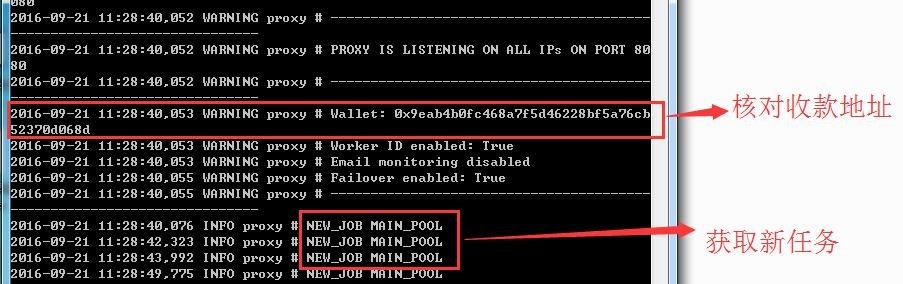 080
2016-09-21 11:28:40,052 WARNING proxy # ----------------------------------------
-------------------------------
2016-09-21 11:28:40,052 WARNING proxy # PROXY IS LISTENING ON ALL IPs ON PORT 80
80
2016-09-21 11:28:40,052 WARNING proxy # ----------------------------------------
-------------------------------
2016-09-21 11:28:40,053 WARNING proxy # Wallet: 0x9eab4b0fc468a7f5d46228bf5a76cb
52370d068d
核对收款地址
2016-09-21 11:28:40,053 WARNING proxy # Worker ID enabled: True
2016-09-21 11:28:40,053 WARNING proxy # Email monitoring disabled
2016-09-21 11:28:40,055 WARNING proxy # Failover enabled: True
2016-09-21 11:28:40,055 WARNING proxy # ----------------------------------------
-------------------------------
2016-09-21 11:28:40,076 INFO proxy # NEW_JOB MAIN_POOL
2016-09-21 11:28:42,323 INFO proxy # NEW_JOB MAIN_POOL
2016-09-21 11:28:43,992 INFO proxy # NEW_JOB MAIN_POOL
2016-09-21 11:28:49,775 INFO proxy # NEW_JOB MAIN_POOL
获取新任务